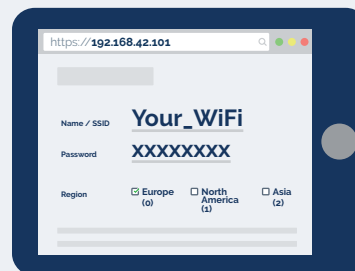 https://192.168.42.101
Name / SSID Your_WiFi
Password XXXXXXXX
Region Europe (0) North America (1) Asia (2)